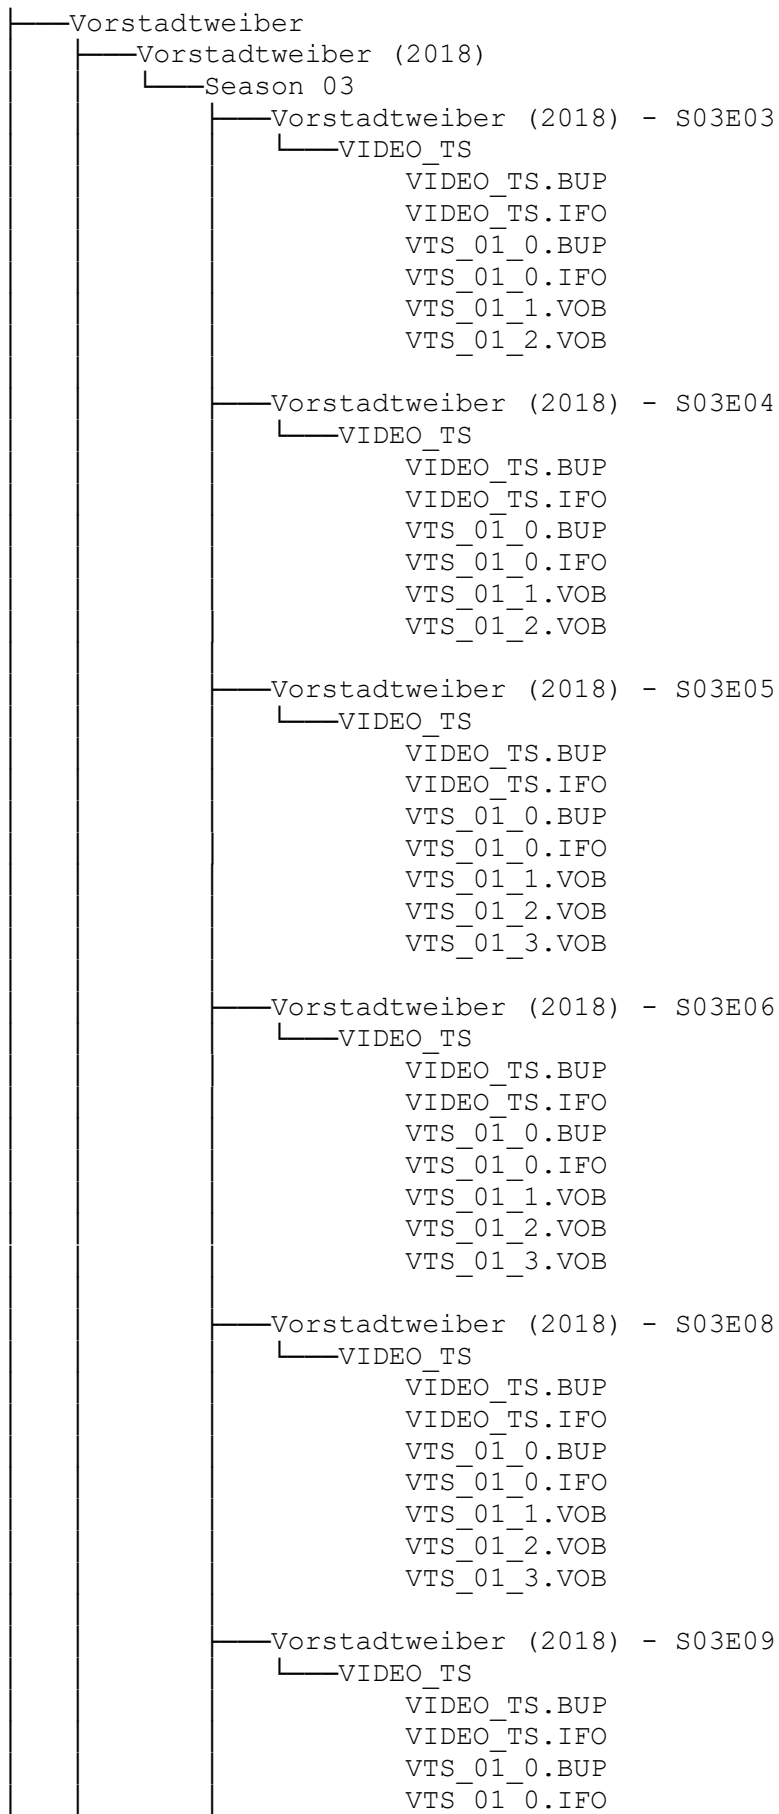 ├───Vorstadtweiber
│   ├───Vorstadtweiber (2018)
│   │   └───Season 03
│   │       ├───Vorstadtweiber (2018) - S03E03
│   │       │   └───VIDEO_TS
│   │       │           VIDEO_TS.BUP
│   │       │           VIDEO_TS.IFO
│   │       │           VTS_01_0.BUP
│   │       │           VTS_01_0.IFO
│   │       │           VTS_01_1.VOB
│   │       │           VTS_01_2.VOB
│   │       ├───Vorstadtweiber (2018) - S03E04
│   │       │   └───VIDEO_TS
│   │       │           VIDEO_TS.BUP
│   │       │           VIDEO_TS.IFO
│   │       │           VTS_01_0.BUP
│   │       │           VTS_01_0.IFO
│   │       │           VTS_01_1.VOB
│   │       │           VTS_01_2.VOB
│   │       ├───Vorstadtweiber (2018) - S03E05
│   │       │   └───VIDEO_TS
│   │       │           VIDEO_TS.BUP
│   │       │           VIDEO_TS.IFO
│   │       │           VTS_01_0.BUP
│   │       │           VTS_01_0.IFO
│   │       │           VTS_01_1.VOB
│   │       │           VTS_01_2.VOB
│   │       │           VTS_01_3.VOB
│   │       ├───Vorstadtweiber (2018) - S03E06
│   │       │   └───VIDEO_TS
│   │       │           VIDEO_TS.BUP
│   │       │           VIDEO_TS.IFO
│   │       │           VTS_01_0.BUP
│   │       │           VTS_01_0.IFO
│   │       │           VTS_01_1.VOB
│   │       │           VTS_01_2.VOB
│   │       │           VTS_01_3.VOB
│   │       ├───Vorstadtweiber (2018) - S03E08
│   │       │   └───VIDEO_TS
│   │       │           VIDEO_TS.BUP
│   │       │           VIDEO_TS.IFO
│   │       │           VTS_01_0.BUP
│   │       │           VTS_01_0.IFO
│   │       │           VTS_01_1.VOB
│   │       │           VTS_01_2.VOB
│   │       │           VTS_01_3.VOB
│   │       ├───Vorstadtweiber (2018) - S03E09
│   │       │   └───VIDEO_TS
│   │       │           VIDEO_TS.BUP
│   │       │           VIDEO_TS.IFO
│   │       │           VTS_01_0.BUP
│   │       │           VTS_01_0.IFO